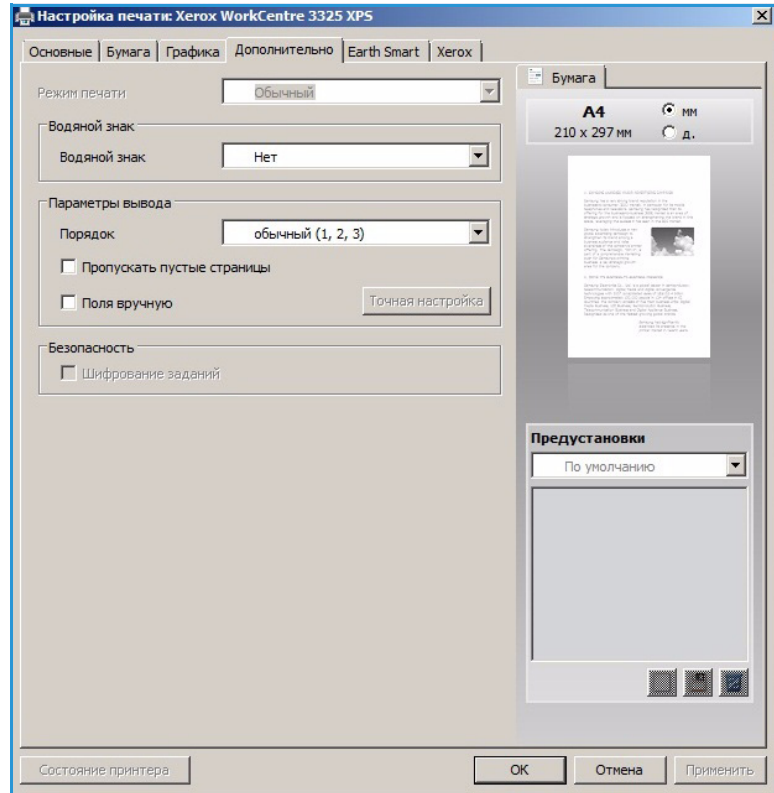 Настройка печати: Xerox WorkCentre 3325 XPS
Основные Бумага Графика Дополнительно Earth Smart Xerox
Режим печати Обычный
Водяной знак
Водяной знак Нет
Параметры вывода
Порядок обычный (1, 2, 3)
Пропускать пустые страницы
Поля вручную Точная настройка
Безопасность
Шифрование заданий
Бумага
A4 мм
210 x 297 мм д.
Предустановки
По умолчанию
Состояние принтера OK Отмена Применить